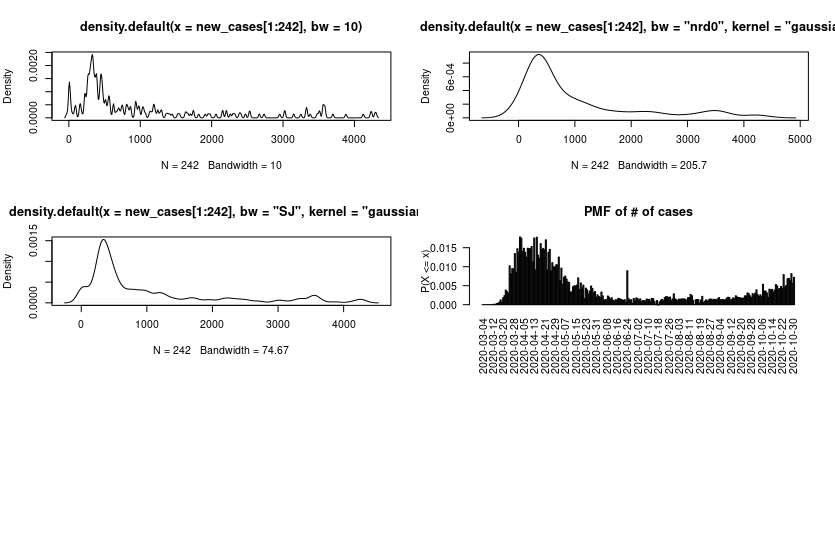 density.default(x = new_cases[1:242], bw = 10)
Density
0.0000 0.0020
0 1000 2000 3000 4000
N = 242 Bandwidth = 10
density.default(x = new_cases[1:242], bw = "nrd0", kernel = "gaussia
Density
0e+00 6e-04
0 1000 2000 3000 4000 5000
N = 242 Bandwidth = 205.7
density.default(x = new_cases[1:242], bw = "SJ", kernel = "gaussia
Density
0.0000 0.0015
0 1000 2000 3000 4000
N = 242 Bandwidth = 74.67
PMF of # of cases
P(X <= x)
0.015
0.010
0.005
0.000
2020-03-04
2020-03-12
2020-03-20
2020-03-28
2020-04-05
2020-04-13
2020-04-21
2020-04-29
2020-05-07
2020-05-15
2020-05-23
2020-05-31
2020-06-08
2020-06-16
2020-06-24
2020-07-02
2020-07-10
2020-07-18
2020-07-26
2020-08-03
2020-08-11
2020-08-19
2020-08-27
2020-09-04
2020-09-12
2020-09-20
2020-09-28
2020-10-06
2020-10-14
2020-10-22
2020-10-30